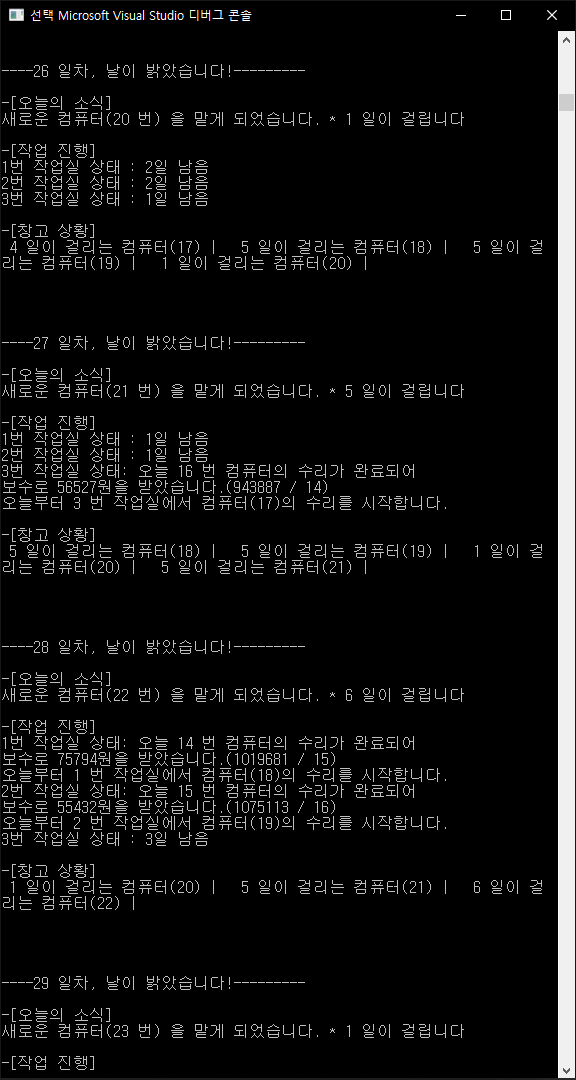 선택 Microsoft Visual Studio 디버그 콘솔
----26 일차, 날이 밝았습니다!---------
-[오늘의 소식]
새로운 컴퓨터(20 번) 을 맡게 되었습니다. * 1 일이 걸립니다
-[작업 진행]
1번 작업실 상태 : 2일 남음
2번 작업실 상태 : 2일 남음
3번 작업실 상태 : 1일 남음
-[창고 상황]
4 일이 걸리는 컴퓨터(17) |  5 일이 걸리는 컴퓨터(18) |  5 일이 걸
리는 컴퓨터(19) |  1 일이 걸리는 컴퓨터(20) |
----27 일차, 날이 밝았습니다!---------
-[오늘의 소식]
새로운 컴퓨터(21 번) 을 맡게 되었습니다. * 5 일이 걸립니다
-[작업 진행]
1번 작업실 상태 : 1일 남음
2번 작업실 상태 : 1일 남음
3번 작업실 상태: 오늘 16 번 컴퓨터의 수리가 완료되어
보수로 56527원을 받았습니다.(943887 / 14)
오늘부터 3 번 작업실에서 컴퓨터(17)의 수리를 시작합니다.
-[창고 상황]
5 일이 걸리는 컴퓨터(18) |  5 일이 걸리는 컴퓨터(19) |  1 일이 걸
리는 컴퓨터(20) |  5 일이 걸리는 컴퓨터(21) |
----28 일차, 날이 밝았습니다!---------
-[오늘의 소식]
새로운 컴퓨터(22 번) 을 맡게 되었습니다. * 6 일이 걸립니다
-[작업 진행]
1번 작업실 상태: 오늘 14 번 컴퓨터의 수리가 완료되어
보수로 75794원을 받았습니다.(1019681 / 15)
오늘부터 1 번 작업실에서 컴퓨터(18)의 수리를 시작합니다.
2번 작업실 상태: 오늘 15 번 컴퓨터의 수리가 완료되어
보수로 55432원을 받았습니다.(1075113 / 16)
오늘부터 2 번 작업실에서 컴퓨터(19)의 수리를 시작합니다.
3번 작업실 상태 : 3일 남음
-[창고 상황]
1 일이 걸리는 컴퓨터(20) |  5 일이 걸리는 컴퓨터(21) |  6 일이 걸
리는 컴퓨터(22) |
----29 일차, 날이 밝았습니다!---------
-[오늘의 소식]
새로운 컴퓨터(23 번) 을 맡게 되었습니다. * 1 일이 걸립니다
-[작업 진행]